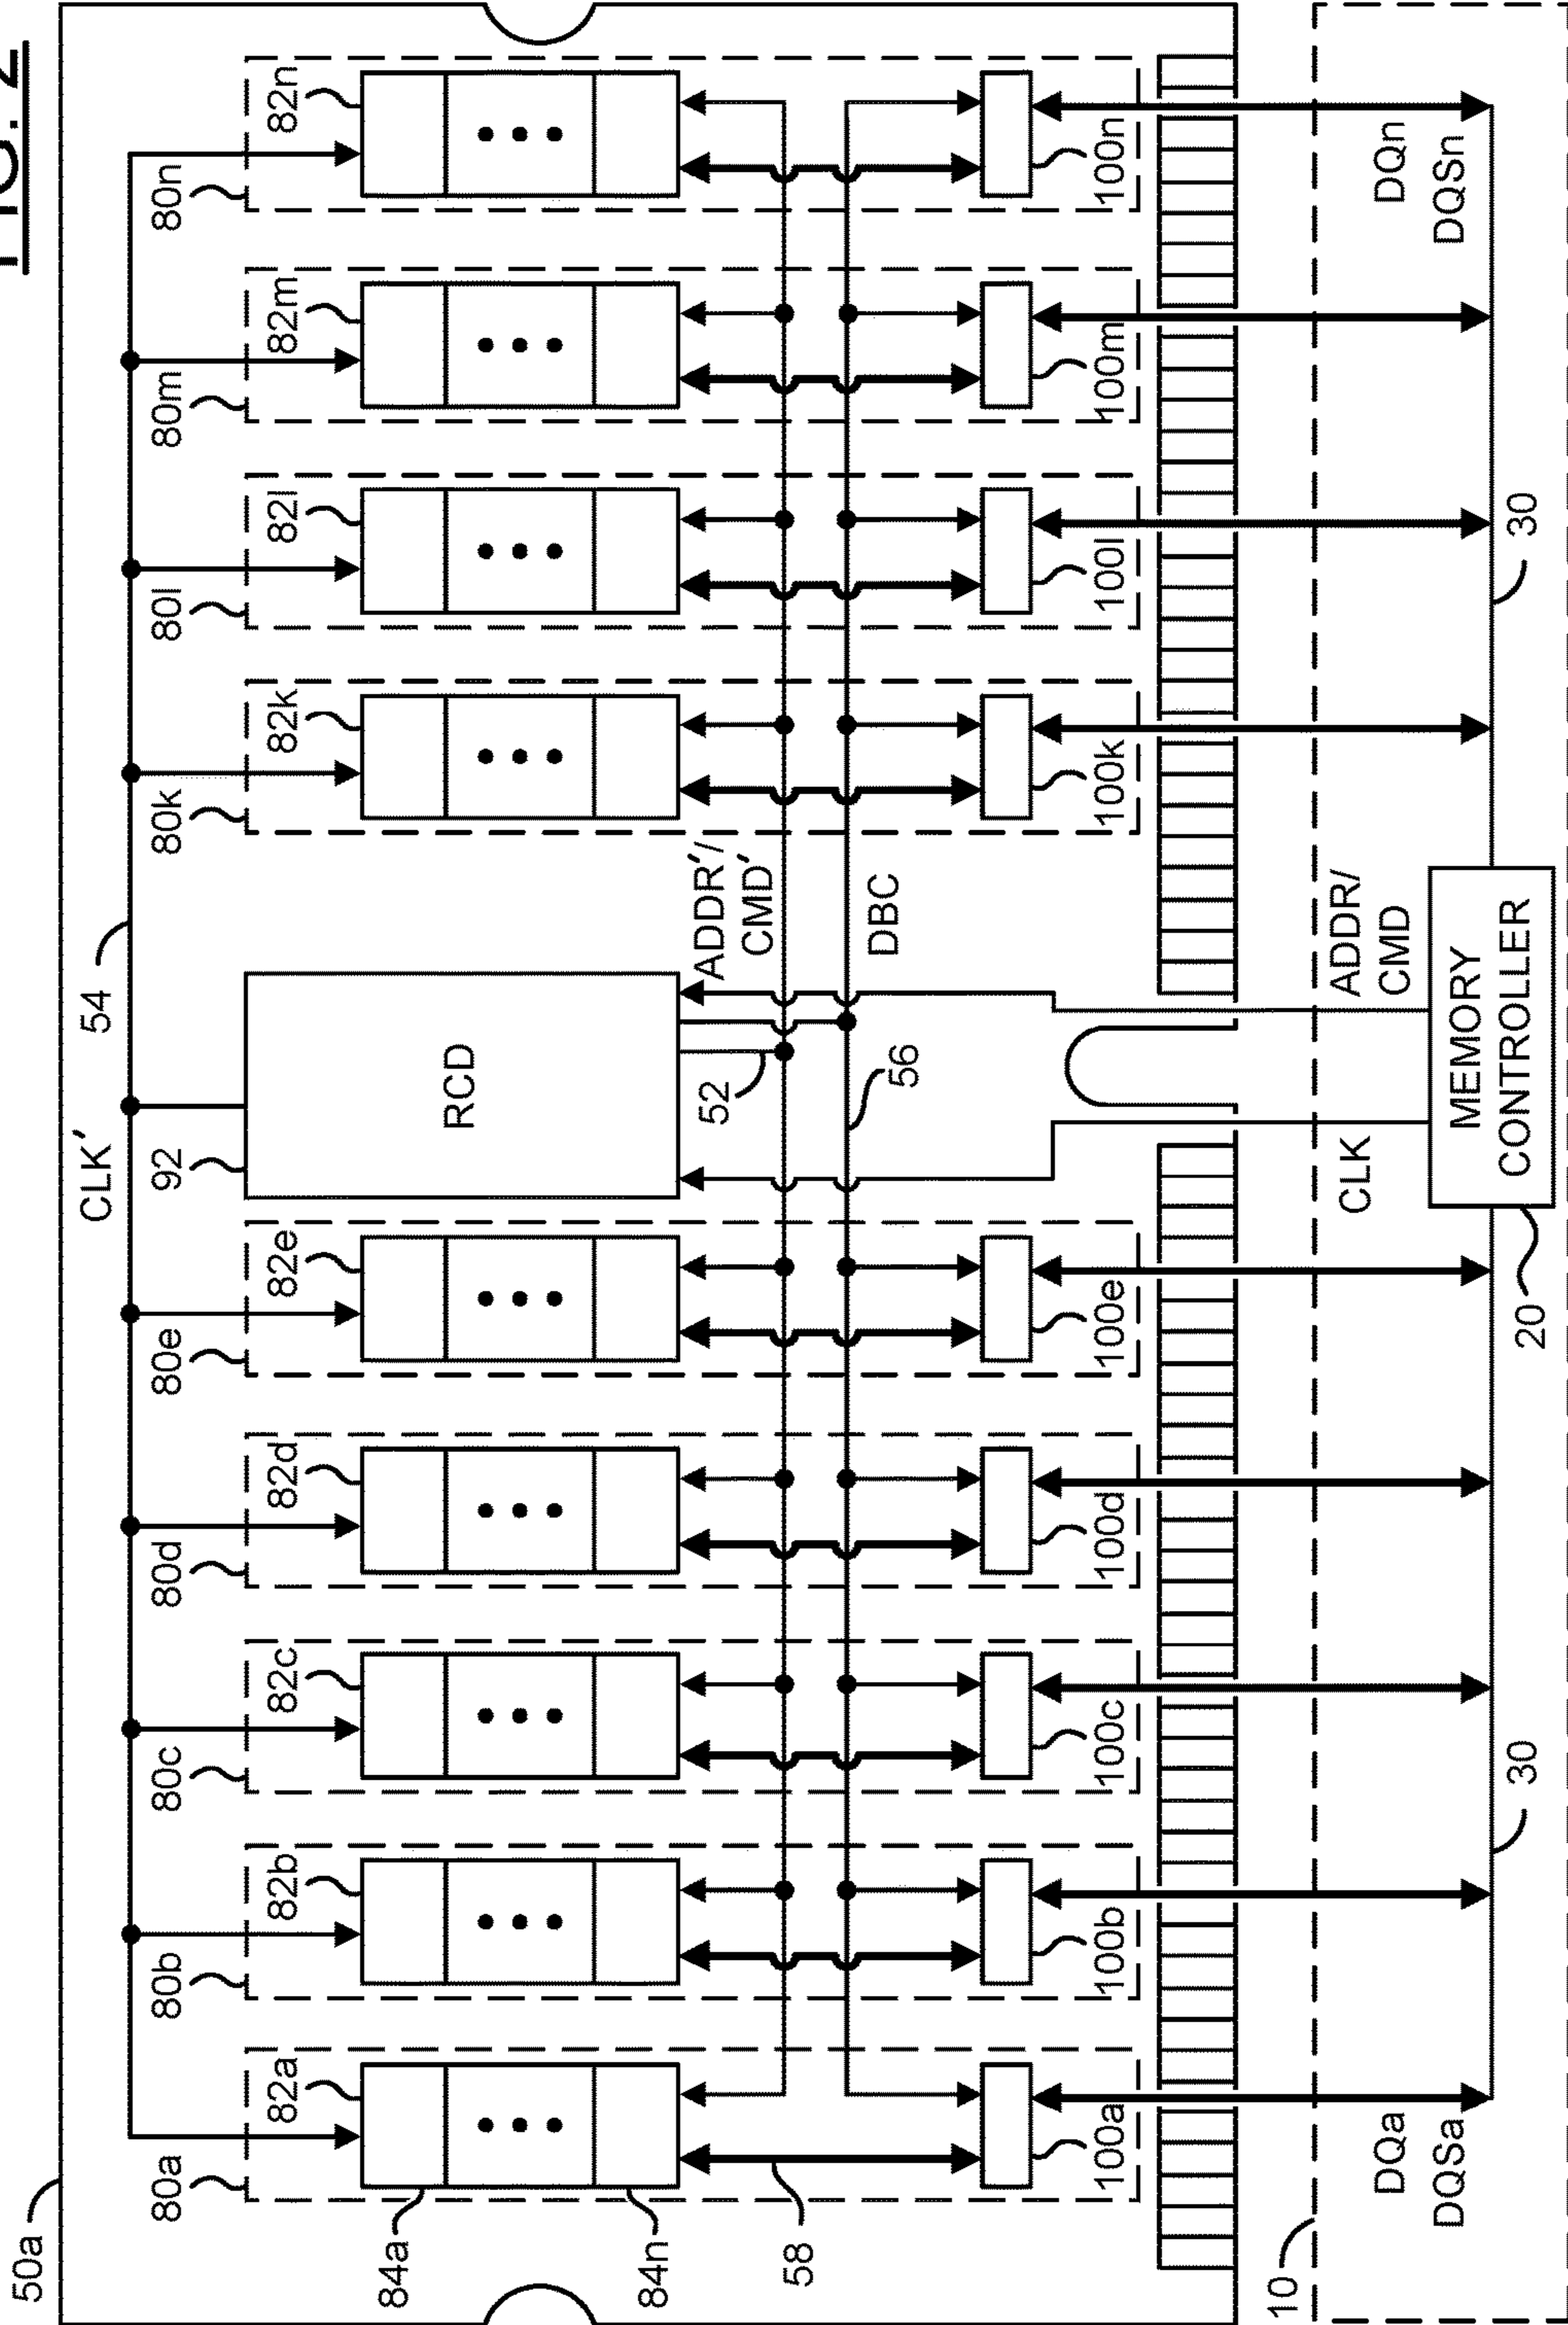 FIG. 2
50a
CLK′
54
80a
80b
80c
80d
80e
92
80k
80l
80m
80n
82a
82b
82c
82d
82e
82k
82l
82m
82n
84a
84n
RCD
52
ADDR′/
CMD′
58
56
DBC
100a
100b
100c
100d
100e
100k
100l
100m
100n
10
DQa
DQSa
CLK
ADDR/
CMD
DQn
DQSn
MEMORY
CONTROLLER
20
30
30